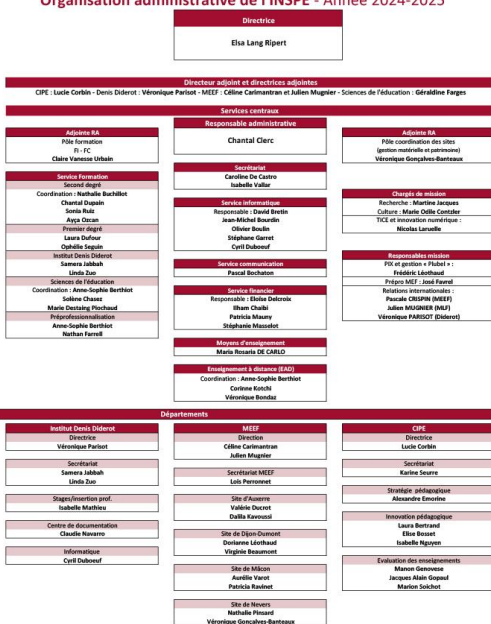 Organisation administrative de l'INSPE - Année 2024-2025
Directrice
Elsa Lang Ripert
Directeur adjoint et directrices adjointes
CIPE : Lucie Corbin - Denis Diderot : Véronique Parisot - MEEF : Céline Carimantran et Julien Mugnier - Sciences de l'éducation : Géraldine Farges
Services centraux
Adjointe RA
Pôle formation
FI - FC
Claire Vanesse Urbain
Service Formation
Second degré
Coordination : Nathalie Buchillot
Chantal Dupain
Sonia Ruiz
Ayça Ozcan
Premier degré
Laura Dufour
Ophélie Seguin
Institut Denis Diderot
Samera Jabbah
Linda Zuo
Sciences de l'éducation
Coordination : Anne-Sophie Berthiot
Solène Chasez
Marie Destaing Plochaud
Préprofessionnalisation
Anne-Sophie Berthiot
Nathan Farrell
Responsable administrative
Chantal Clerc
Secrétariat
Caroline De Castro
Isabelle Vallar
Service informatique
Responsable : David Bretin
Jean-Michel Bourdin
Olivier Boulin
Stéphane Garret
Cyril Duboeuf
Service communication
Pascal Bochaton
Service financier
Responsable : Eloïse Delcroix
Ilham Chaibi
Patricia Mauny
Stéphanie Masselot
Moyens d'enseignement
Maria Rosaria DE CARLO
Enseignement à distance (EAD)
Coordination : Anne-Sophie Berthiot
Corinne Kotchi
Véronique Bondaz
Adjointe RA
Pôle coordination des sites
(gestion matérielle et patrimoine)
Véronique Gonçalves-Banteaux
Chargés de mission
Recherche : Martine Jacques
Culture : Marie Odile Contzler
TICE et innovation numérique :
Nicolas Laruelle
Responsables mission
PIX et gestion « Plubel » :
Frédéric Léothaud
Prépro MEF : José Favrel
Relations internationales :
Pascale CRISPIN (MEEF)
Julien MUGNIER (MLF)
Véronique PARISOT (Diderot)
Départements
Institut Denis Diderot
Directrice
Véronique Parisot
Secrétariat
Samera Jabbah
Linda Zuo
Stages/insertion prof.
Isabelle Mathieu
Centre de documentation
Claudie Navarro
Informatique
Cyril Duboeuf
MEEF
Direction
Céline Carimantran
Julien Mugnier
Secrétariat MEEF
Loïs Perronnet
Site d'Auxerre
Valérie Ducrot
Dalila Kavoussi
Site de Dijon-Dumont
Dorianne Léothaud
Virginie Beaumont
Site de Mâcon
Aurélie Varot
Patricia Ravinet
Site de Nevers
Nathalie Pinsard
Véronique Gonçalves-Banteaux
CIPE
Directrice
Lucie Corbin
Secrétariat
Karine Seurre
Stratégie pédagogique
Alexandre Emorine
Innovation pédagogique
Laura Bertrand
Elise Bosset
Isabelle Nguyen
Evaluation des enseignements
Manon Genovese
Jacques Alain Gopaul
Marion Soichot